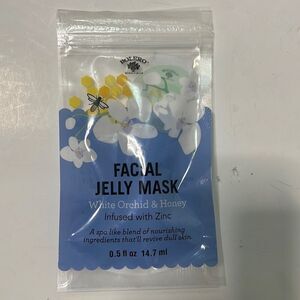 BOLERO
FACIAL
JELLY MASK
White Orchid & Honey
Infused with Zinc
A spa like blend of nourishing
ingredients that'll revive dull skin.
0.5 fl oz 14.7 ml